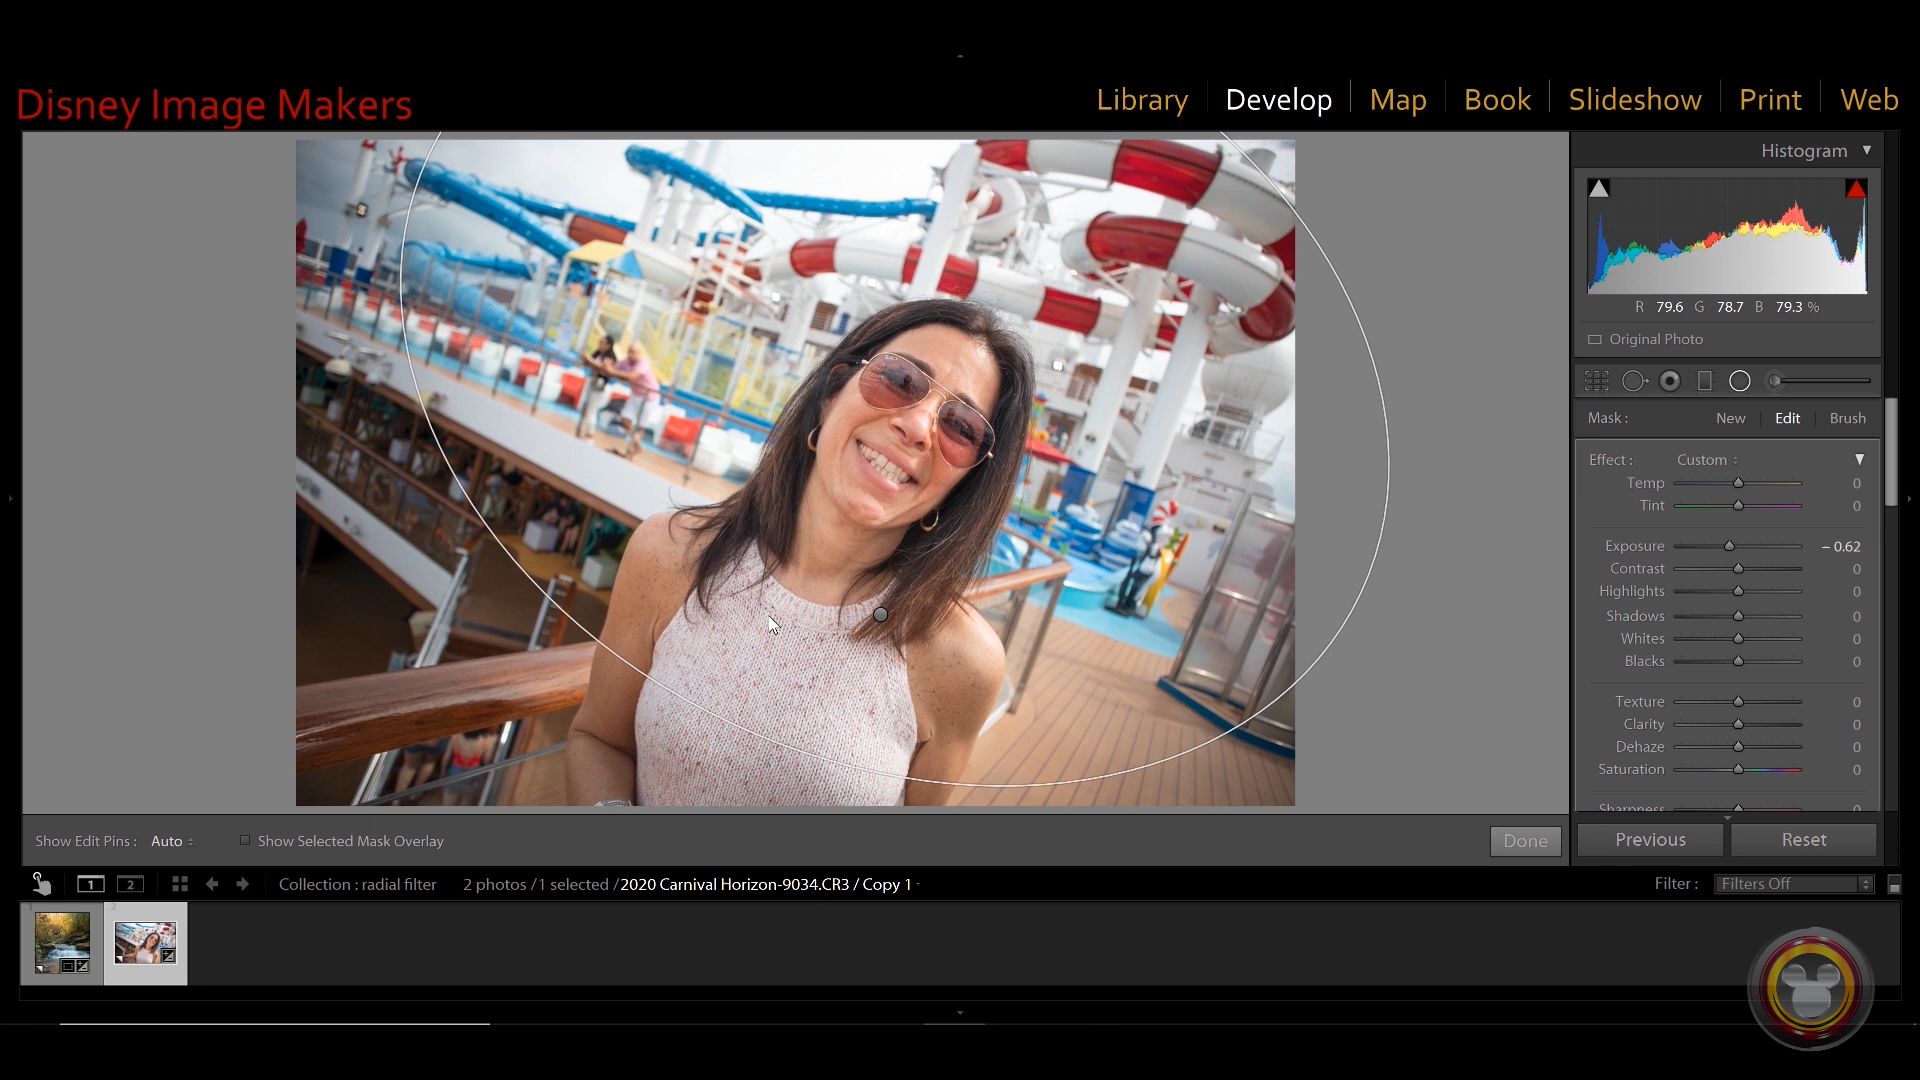 Disney Image Makers
Library Develop Map Book Slideshow Print Web
Histogram
R 79.6 G 78.7 B 79.3 %
Original Photo
Mask : New Edit Brush
Effect : Custom
Temp 0
Tint 0
Exposure – 0.62
Contrast 0
Highlights 0
Shadows 0
Whites 0
Blacks 0
Texture 0
Clarity 0
Dehaze 0
Saturation 0
Sharpness 0
Show Edit Pins : Auto Show Selected Mask Overlay Done
Previous Reset
1 2 Collection : radial filter 2 photos / 1 selected / 2020 Carnival Horizon-9034.CR3 / Copy 1
Filter : Filters Off
1 2